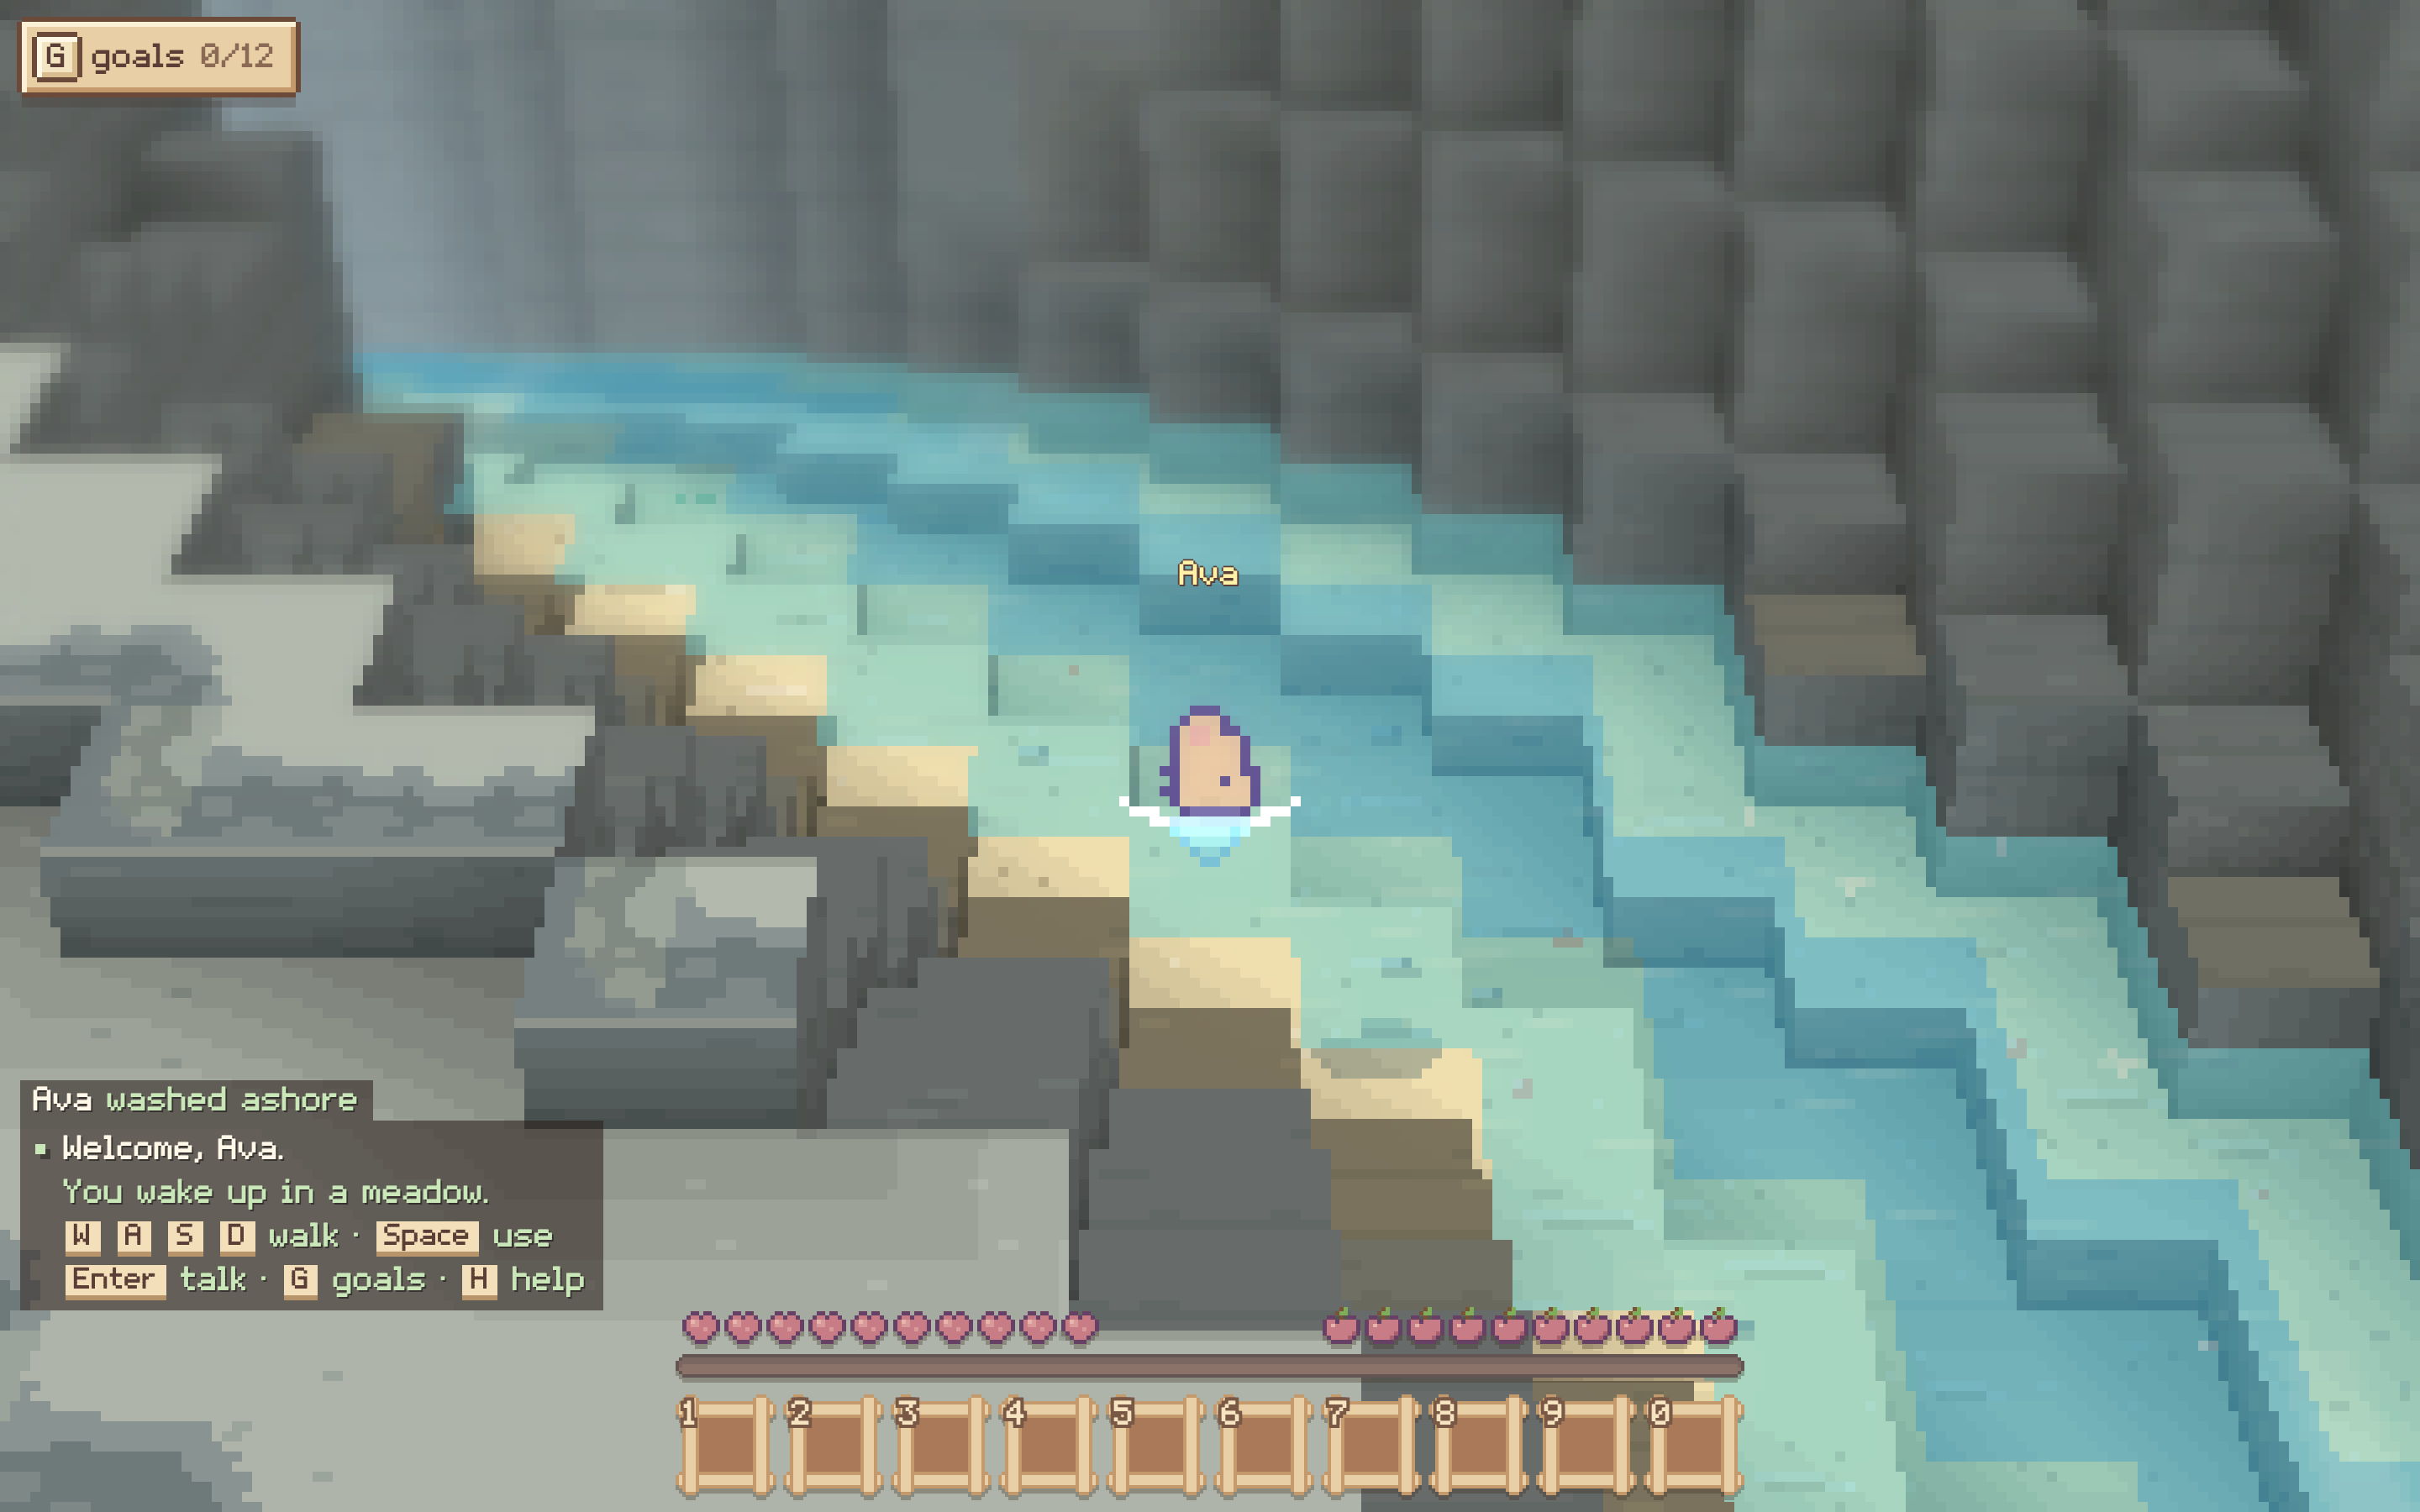 G goals 0/12
Ava
Ava washed ashore
Welcome, Ava.
You wake up in a meadow.
W A S D walk · Space use
Enter talk · G goals · H help
1 2 3 4 5 6 7 8 9 0